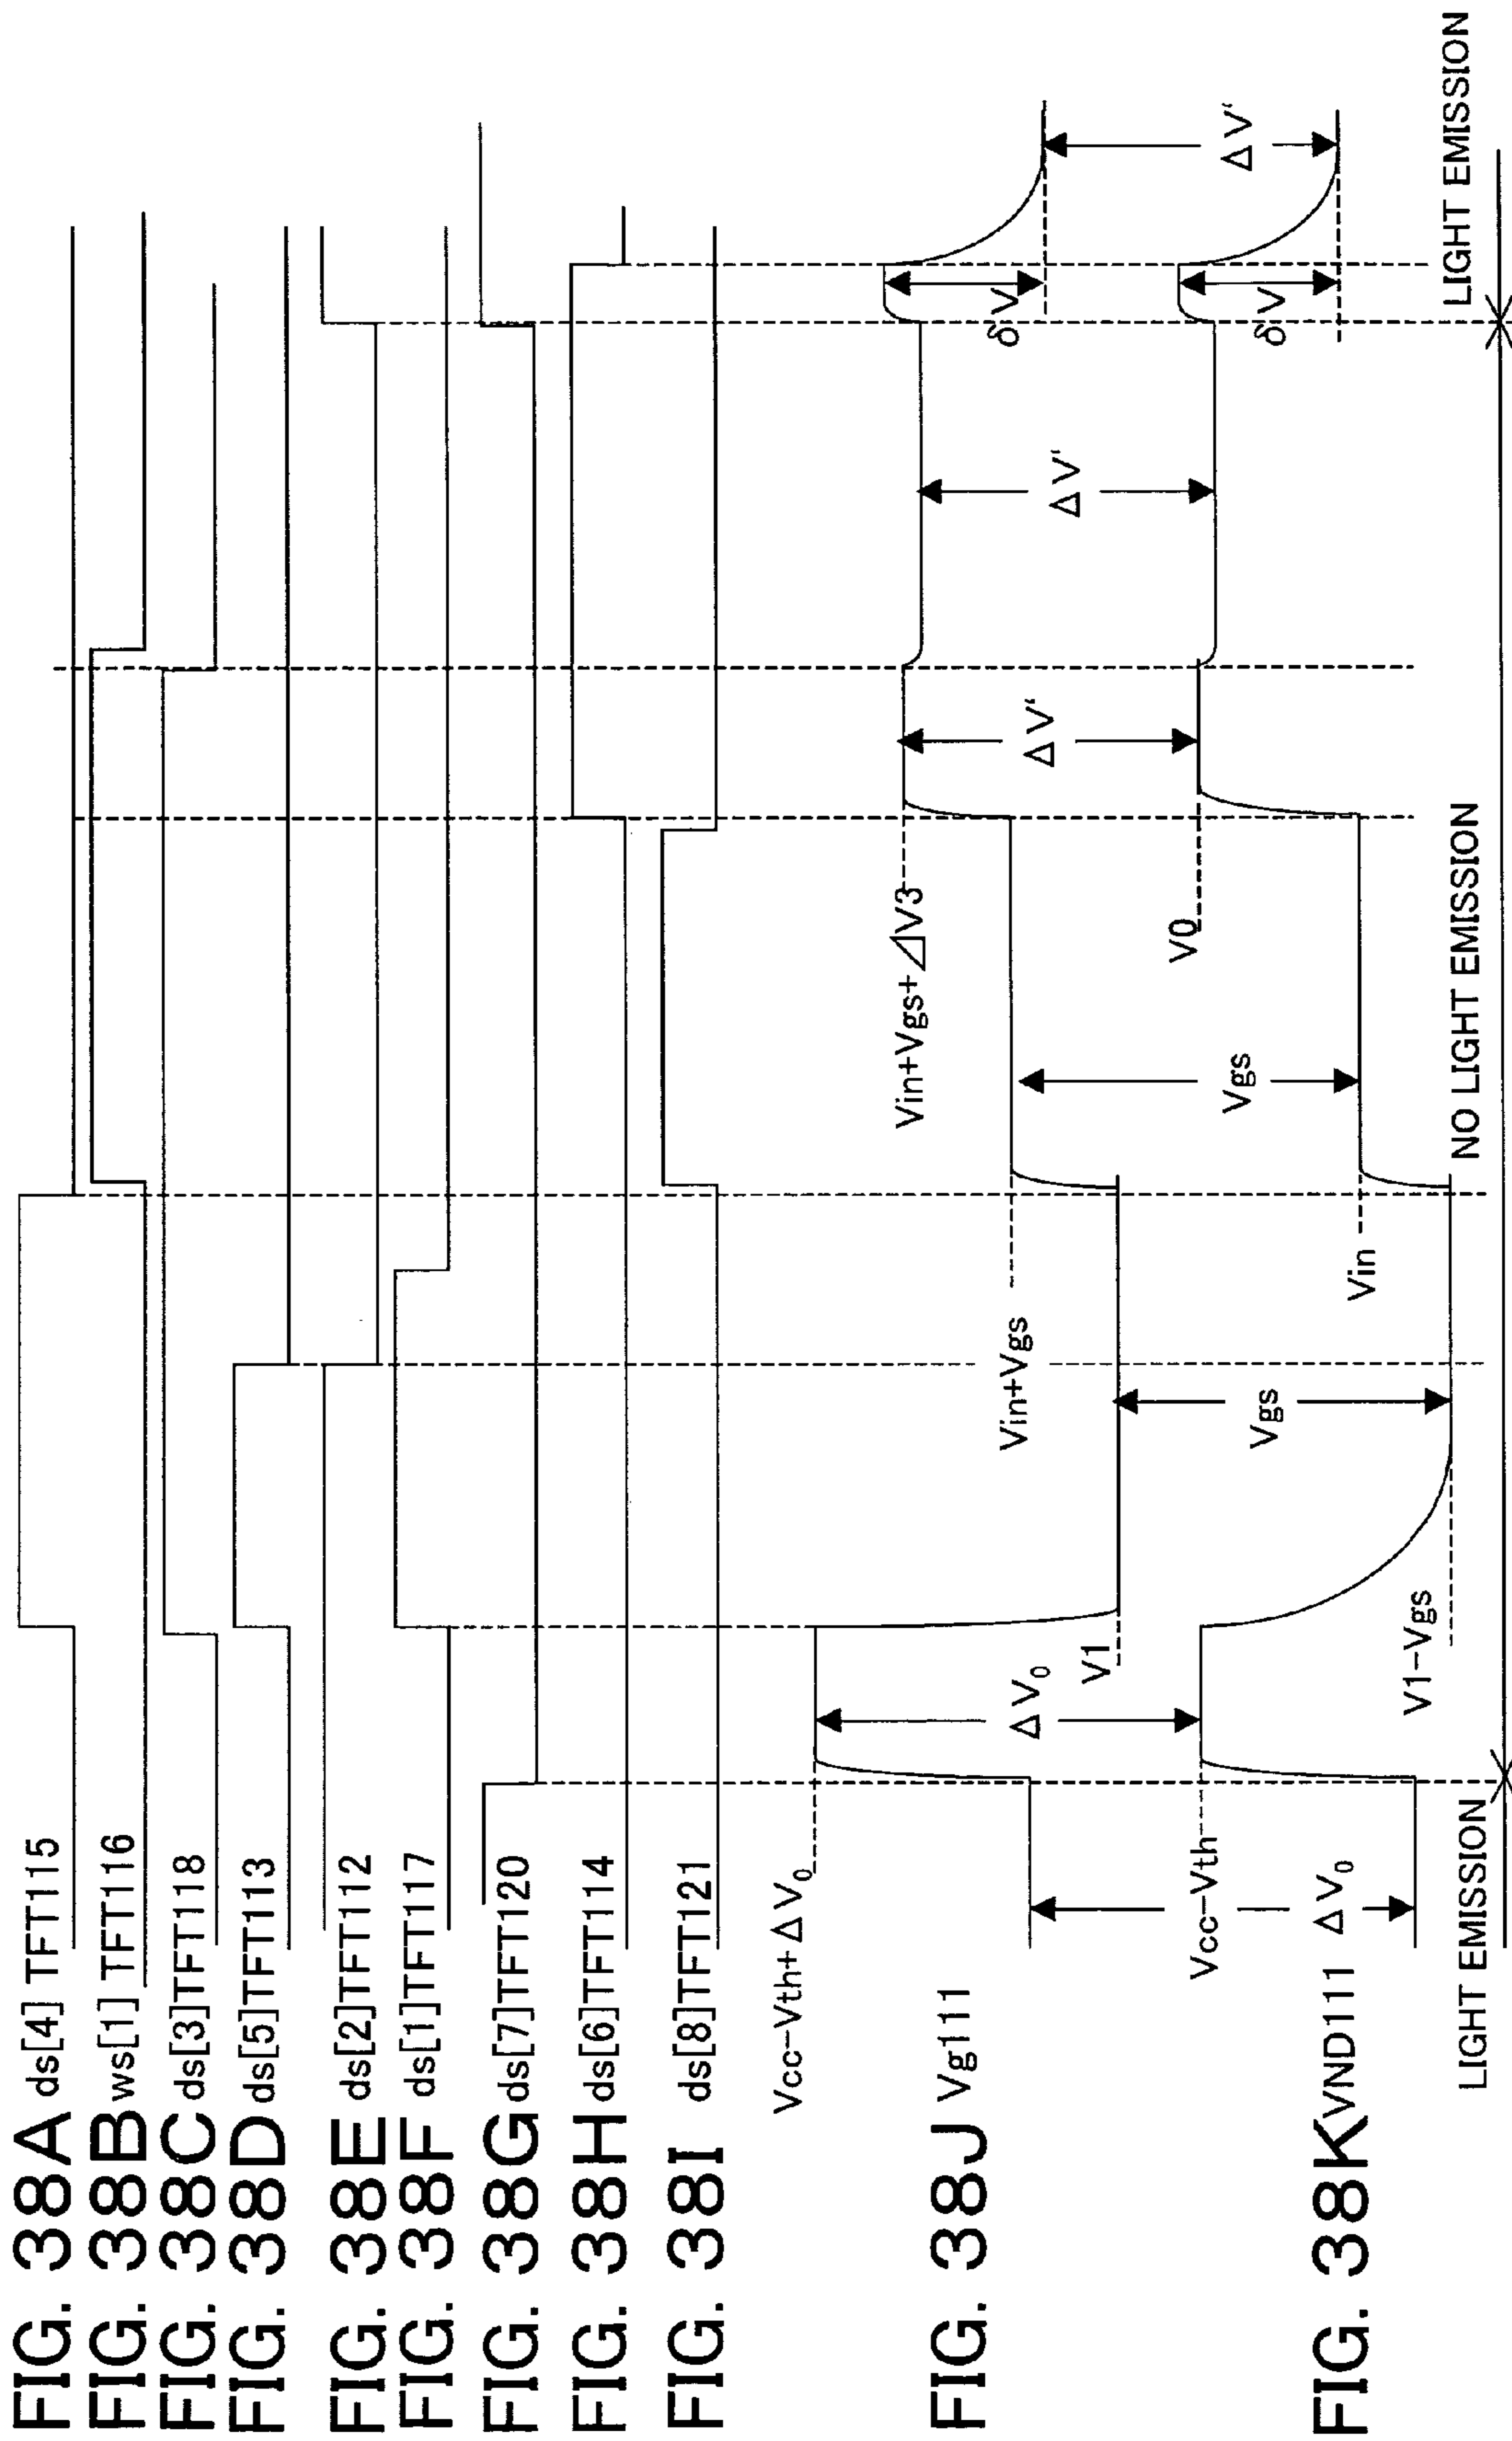 FIG. 38A ds[4] TFT115
FIG. 38B ws[1] TFT116
FIG. 38C ds[3]TFT118
FIG. 38D ds[5]TFT113
FIG. 38E ds[2]TFT112
FIG. 38F ds[1]TFT117
FIG. 38G ds[7]TFT120
FIG. 38H ds[6]TFT114
FIG. 38I ds[8]TFT121
Vcc-Vth+ΔV₀
Vin+Vgs+ΔV3
FIG. 38J Vg111
ΔV₀
V1
Vin+Vgs
Vgs
ΔV'
ΔV'
δV
ΔV'
Vcc-Vth
V0
Vgs
δV
FIG. 38K VND111
ΔV₀
V1-Vgs
Vin
LIGHT EMISSION
NO LIGHT EMISSION
LIGHT EMISSION